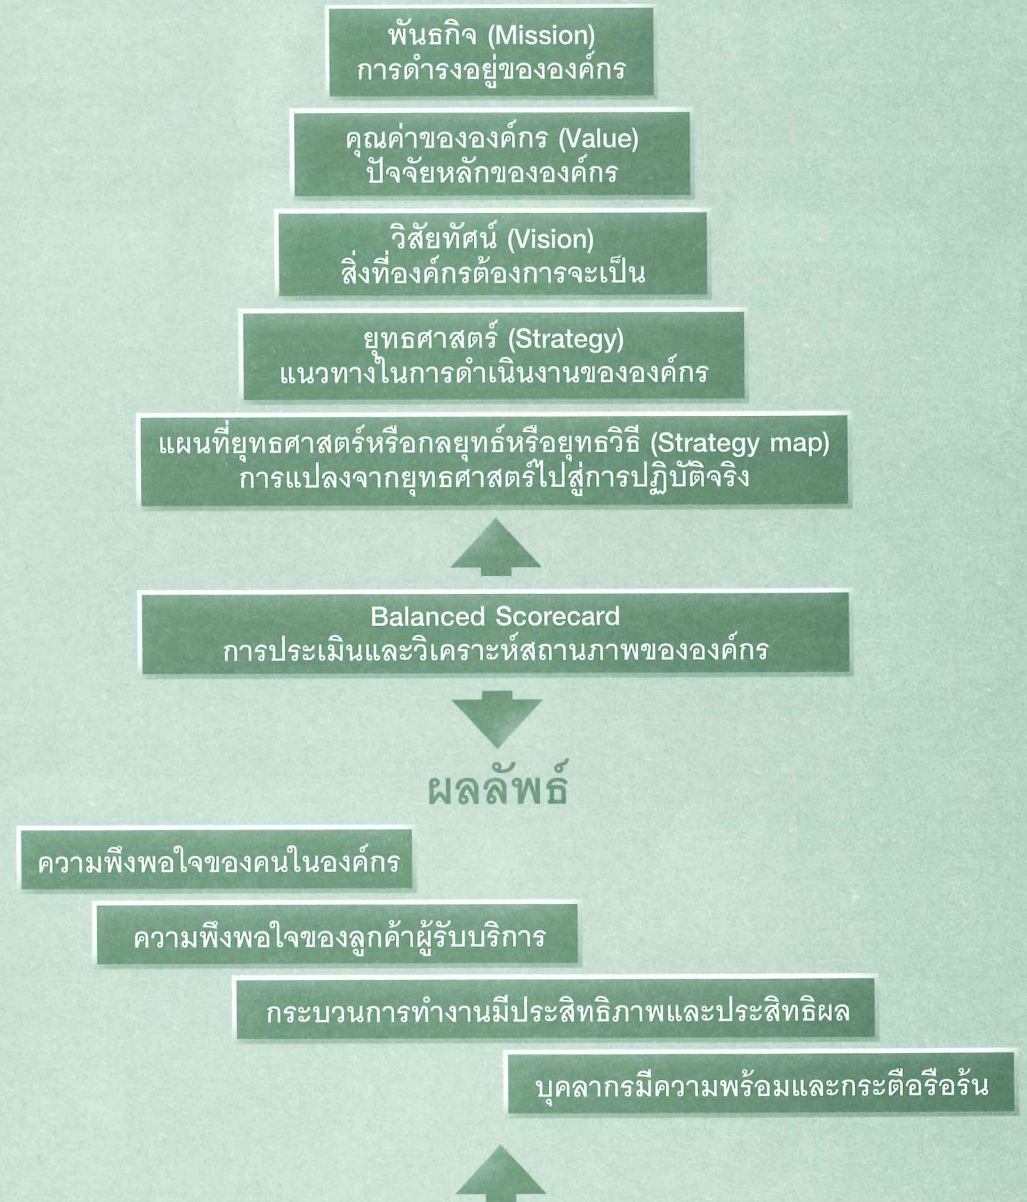 พันธกิจ (Mission)
การดำรงอยู่ขององค์กร
คุณค่าขององค์กร (Value)
ปัจจัยหลักขององค์กร
วิสัยทัศน์ (Vision)
สิ่งที่องค์กรต้องการจะเป็น
ยุทธศาสตร์ (Strategy)
แนวทางในการดำเนินงานขององค์กร
แผนที่ยุทธศาสตร์หรือกลยุทธ์หรือยุทธวิธี (Strategy map)
การแปลงจากยุทธศาสตร์ไปสู่การปฏิบัติจริง
Balanced Scorecard
การประเมินและวิเคราะห์สถานภาพขององค์กร
ผลลัพธ์
ความพึงพอใจของคนในองค์กร
ความพึงพอใจของลูกค้าผู้รับบริการ
กระบวนการทำงานมีประสิทธิภาพและประสิทธิผล
บุคลากรมีความพร้อมและกระตือรือร้น